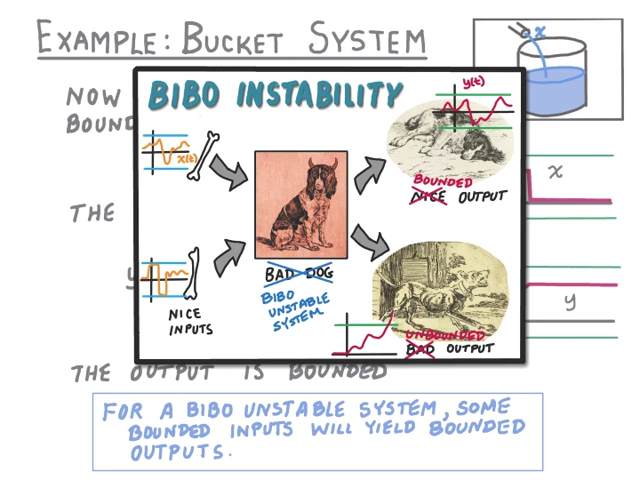 EXAMPLE: BUCKET SYSTEM
x
NOW
BOUND
BIBO INSTABILITY
y(t)
x(t)
x
BOUNDED
NICE OUTPUT
THE
BAD DOG
BIBO
UNSTABLE
SYSTEM
NICE
INPUTS
y
y
UNBOUNDED
BAD OUTPUT
THE OUTPUT IS BOUNDED
FOR A BIBO UNSTABLE SYSTEM, SOME
BOUNDED INPUTS WILL YIELD BOUNDED
OUTPUTS.